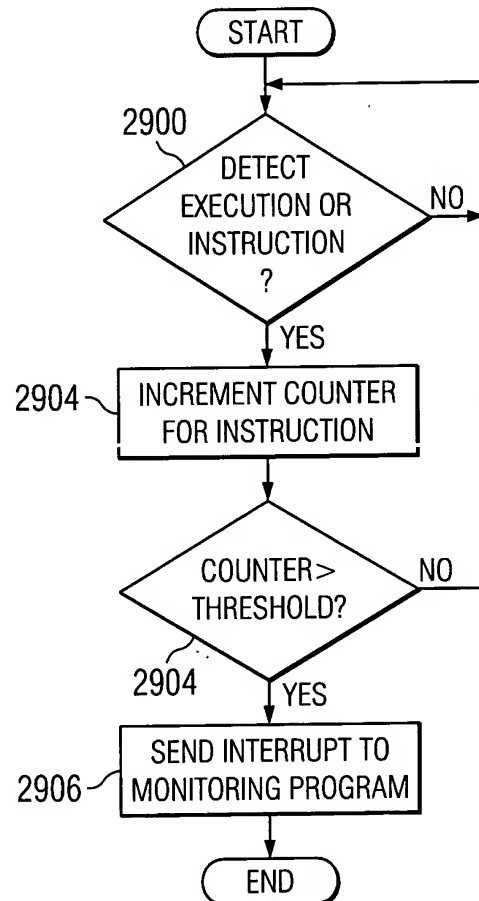 START
2900
DETECT
EXECUTION OR
INSTRUCTION
?
NO
YES
2904
INCREMENT COUNTER
FOR INSTRUCTION
COUNTER>
THRESHOLD?
NO
2904
YES
2906
SEND INTERRUPT TO
MONITORING PROGRAM
END